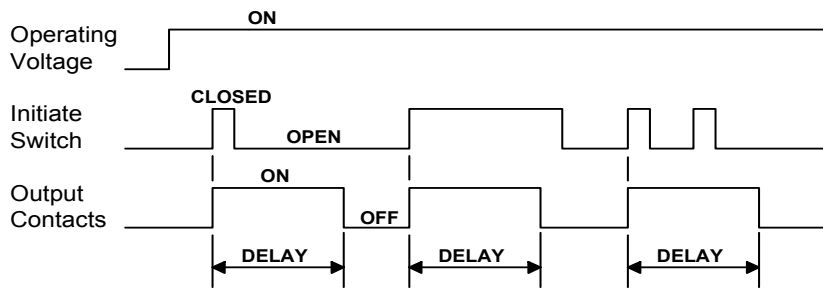 ON
Operating
Voltage
CLOSED
Initiate
Switch
OPEN
ON
Output
Contacts
OFF
DELAY DELAY DELAY